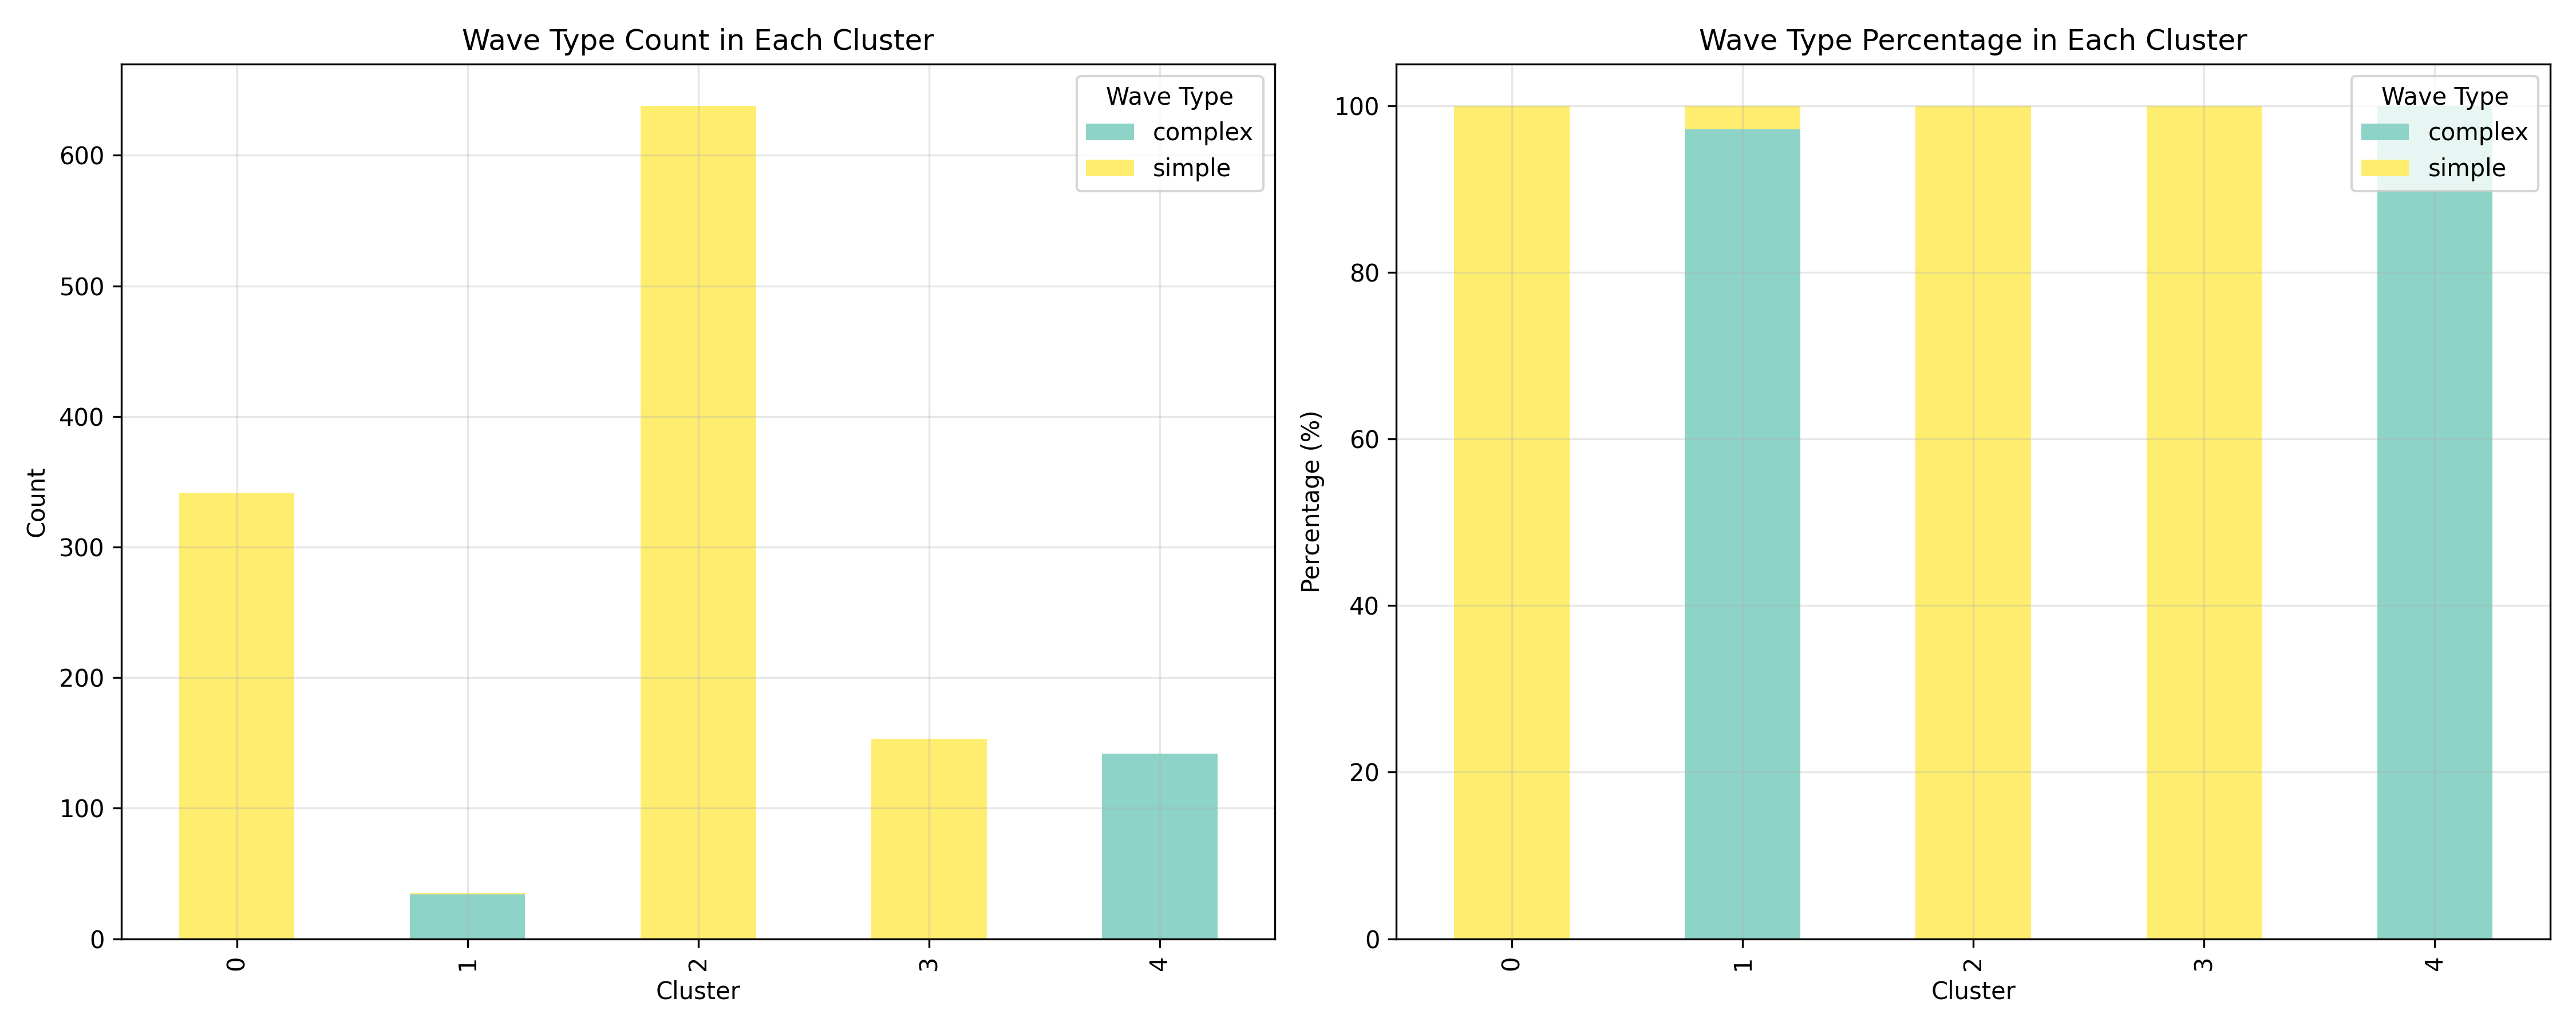 Wave Type Count in Each Cluster
Wave Type
complex
simple
600
500
400
300
200
100
0
Count
0
1
2
3
4
Cluster
Wave Type Percentage in Each Cluster
Wave Type
complex
simple
100
80
60
40
20
0
Percentage (%)
0
1
2
3
4
Cluster